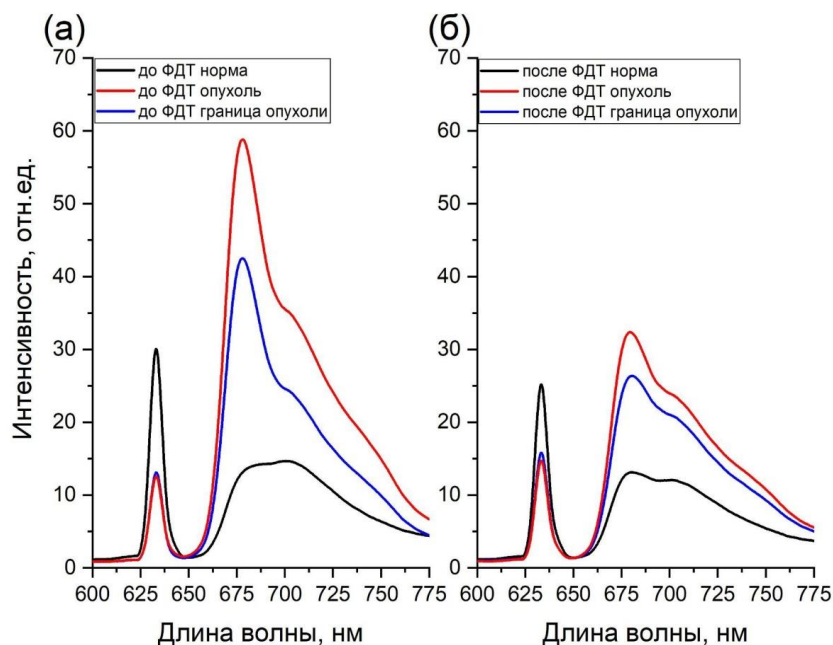 (а)
70
60
50
40
30
20
10
0
Интенсивность, отн.ед.
до ФДТ норма
до ФДТ опухоль
до ФДТ граница опухоли
600 625 650 675 700 725 750 775
Длина волны, нм
(б)
70
60
50
40
30
20
10
0
после ФДТ норма
после ФДТ опухоль
после ФДТ граница опухоли
600 625 650 675 700 725 750 775
Длина волны, нм